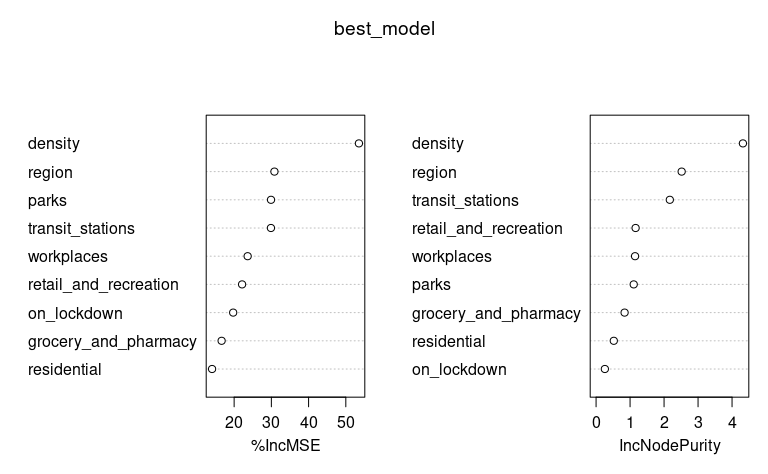 best_model
density
region
parks
transit_stations
workplaces
retail_and_recreation
on_lockdown
grocery_and_pharmacy
residential
20 30 40 50
%IncMSE
density
region
transit_stations
retail_and_recreation
workplaces
parks
grocery_and_pharmacy
residential
on_lockdown
0 1 2 3 4
IncNodePurity